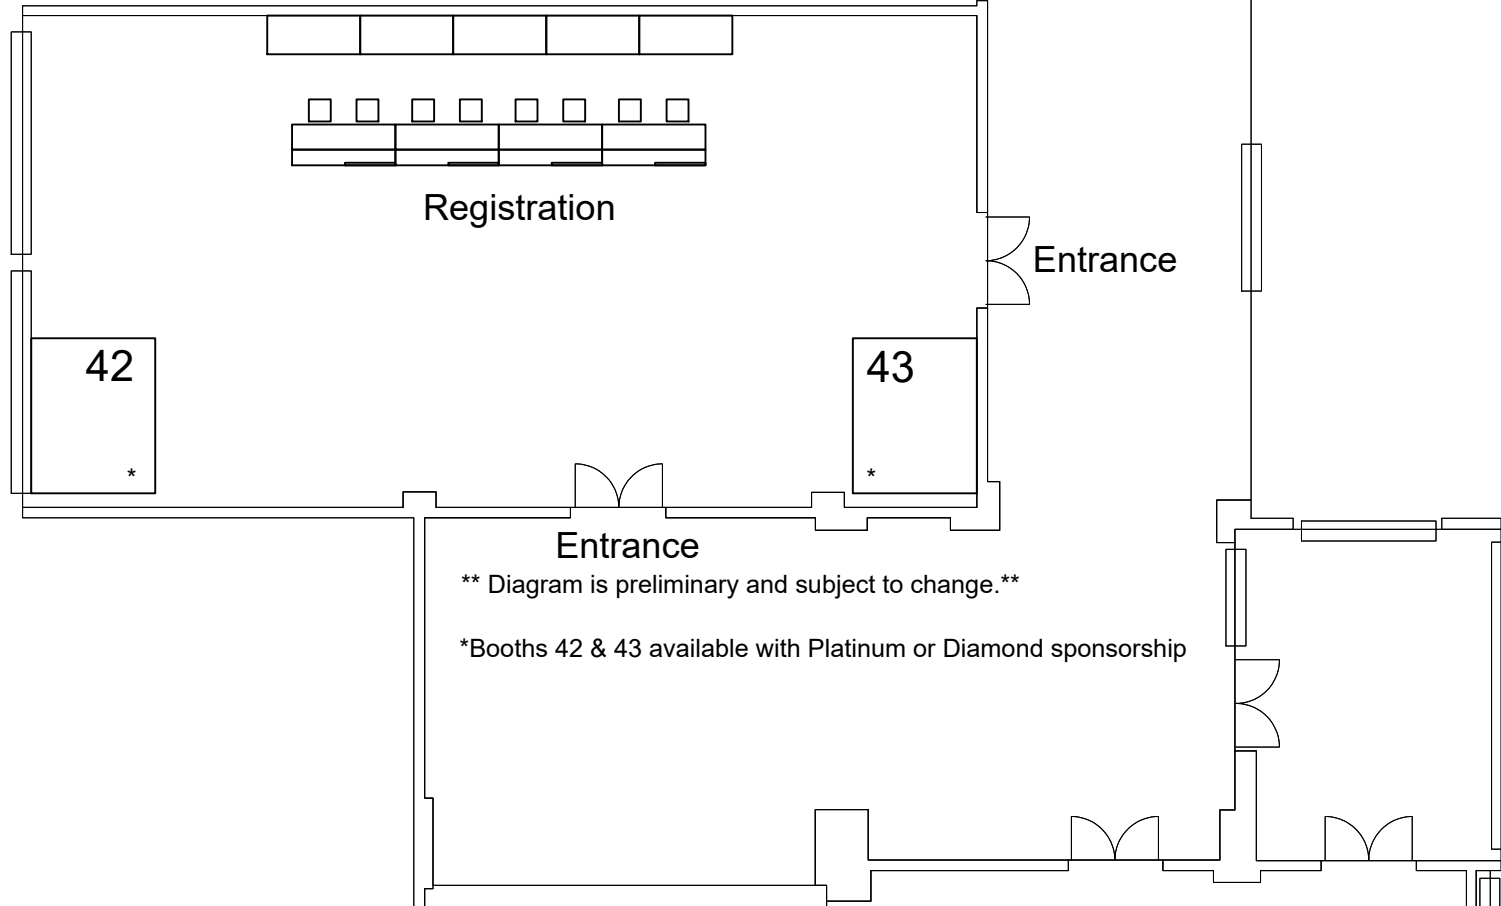 Registration
Entrance
42
43
*
*
Entrance
** Diagram is preliminary and subject to change.**
*Booths 42 & 43 available with Platinum or Diamond sponsorship